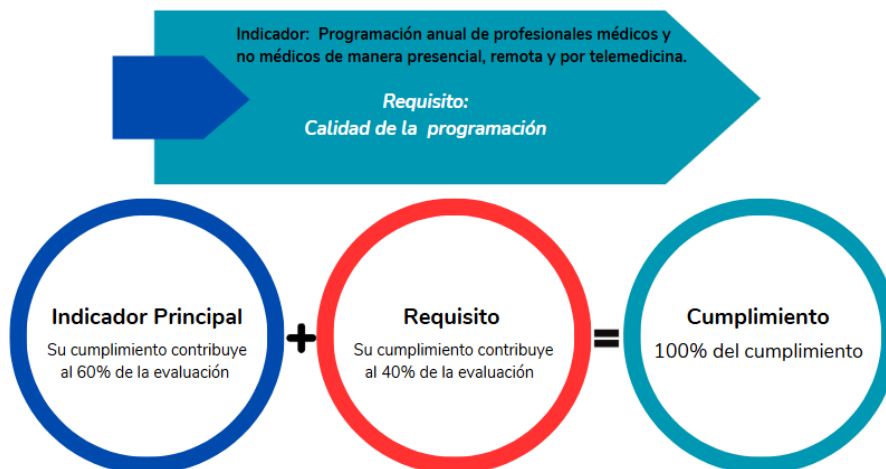 Indicador: Programación anual de profesionales médicos y
no médicos de manera presencial, remota y por telemedicina.
Requisito:
Calidad de la programación
Indicador Principal
Su cumplimiento contribuye
al 60% de la evaluación
+
Requisito
Su cumplimiento contribuye
al 40% de la evaluación
=
Cumplimiento
100% del cumplimiento